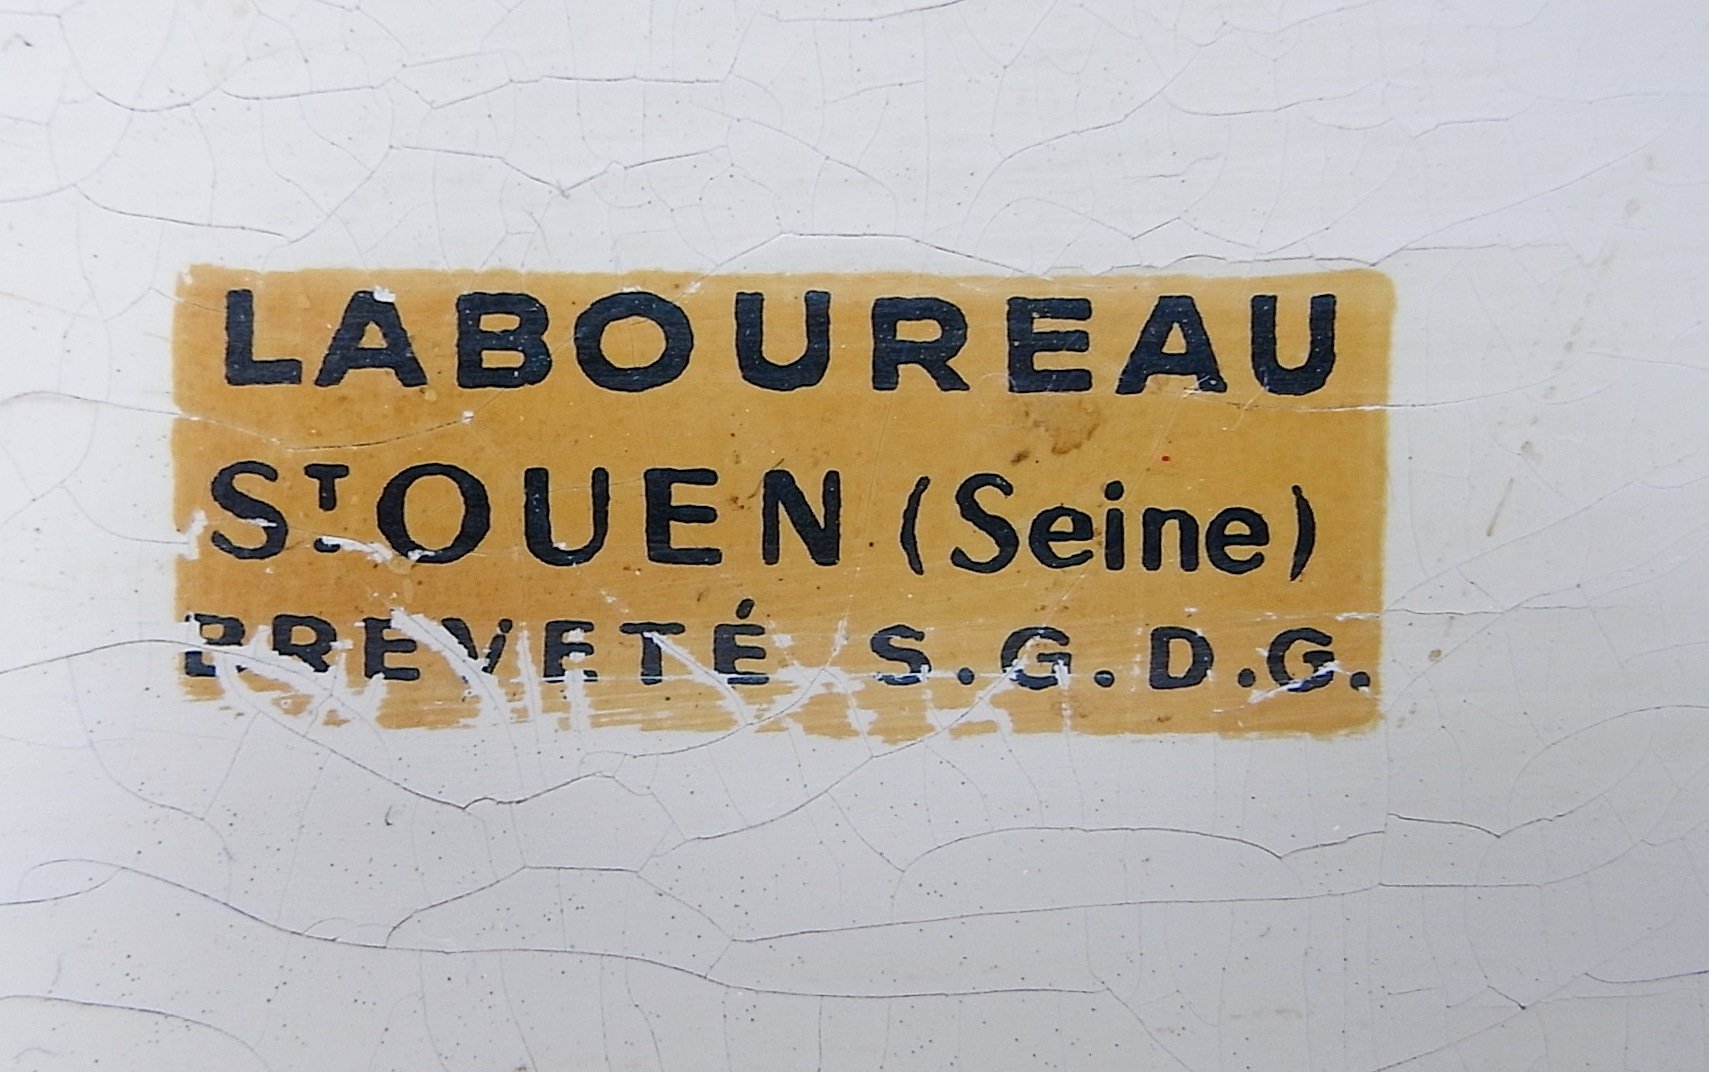 LABOUREAU
ST OUEN (Seine)
BREVETÉ S.G.D.G.